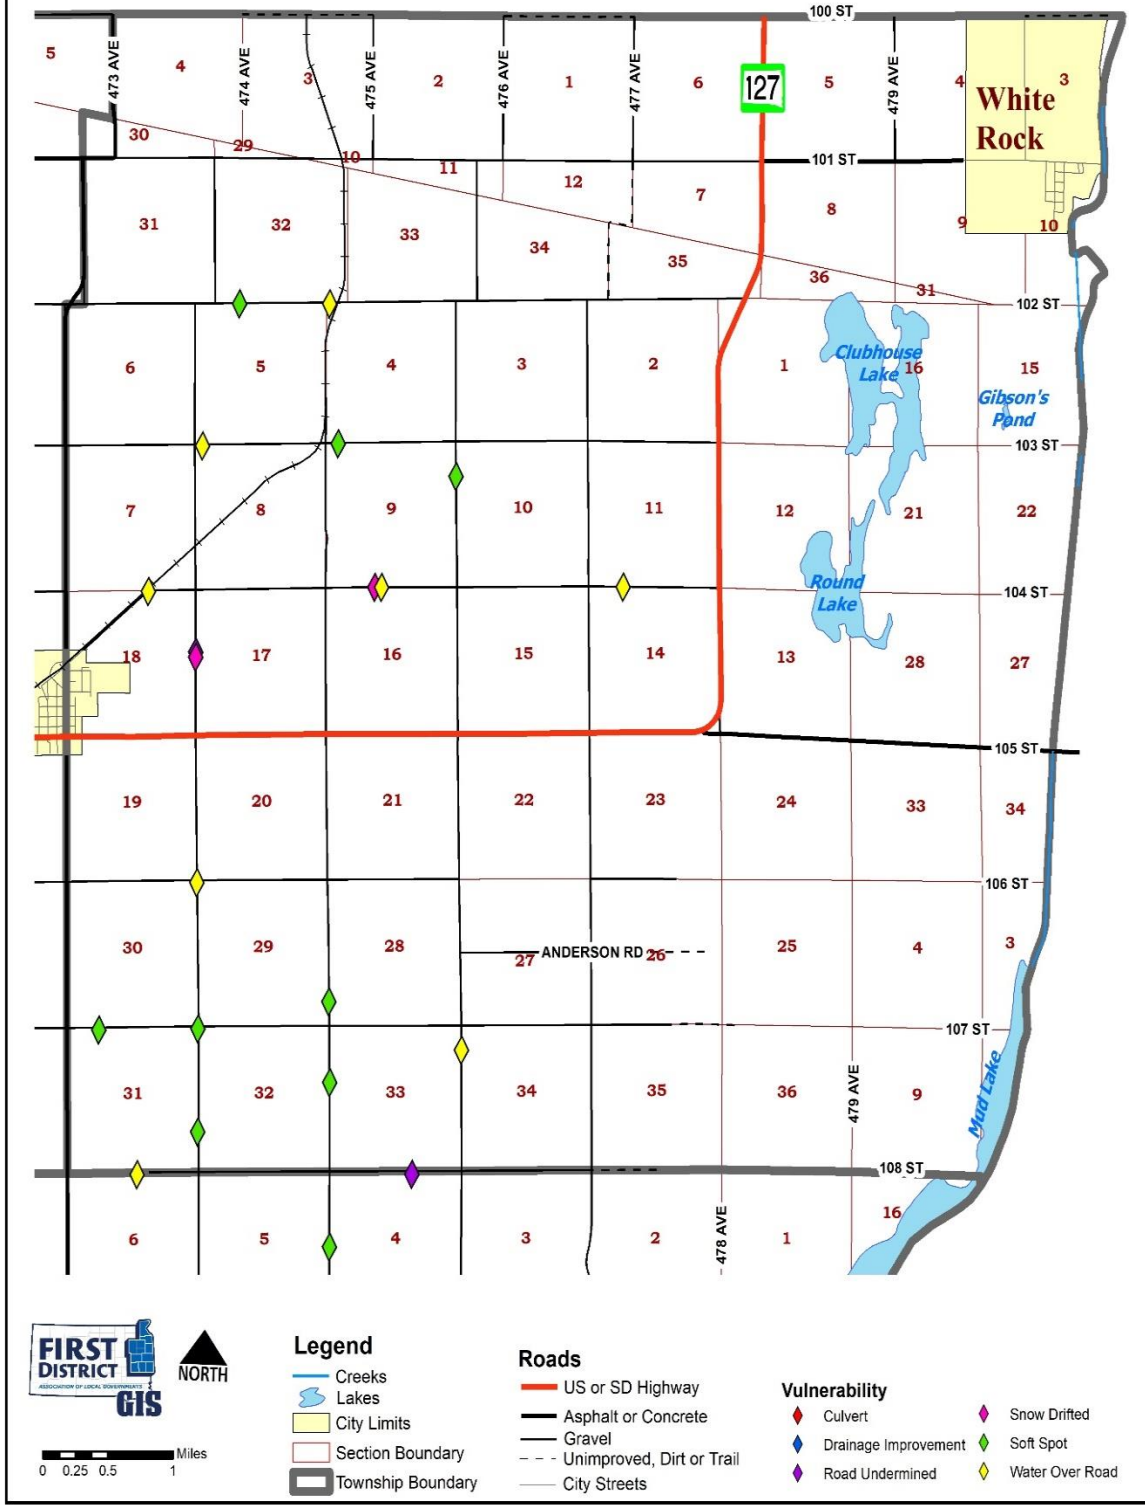 100 ST
5
473 AVE
4
474 AVE
3
475 AVE
2
476 AVE
1
477 AVE
6
127
5
479 AVE
4
White
Rock
3
30
29
10
11
101 ST
12
7
8
9
10
31
32
33
34
35
36
31
102 ST
6
5
4
3
2
1
Clubhouse
Lake
16
15
Gibson's
Pond
103 ST
7
8
9
10
11
12
21
22
Round
Lake
104 ST
18
17
16
15
14
13
28
27
105 ST
19
20
21
22
23
24
33
34
106 ST
30
29
28
27
ANDERSON RD
26
25
4
3
107 ST
31
32
33
34
35
36
479 AVE
9
Mud Lake
108 ST
6
5
4
3
2
478 AVE
1
16
FIRST
DISTRICT
ASSOCIATION OF LOCAL GOVERNMENTS
GIS
NORTH
Miles
0 0.25 0.5 1
Legend
Creeks
Lakes
City Limits
Section Boundary
Township Boundary
Roads
US or SD Highway
Asphalt or Concrete
Gravel
Unimproved, Dirt or Trail
City Streets
Vulnerability
Culvert
Drainage Improvement
Road Undermined
Snow Drifted
Soft Spot
Water Over Road